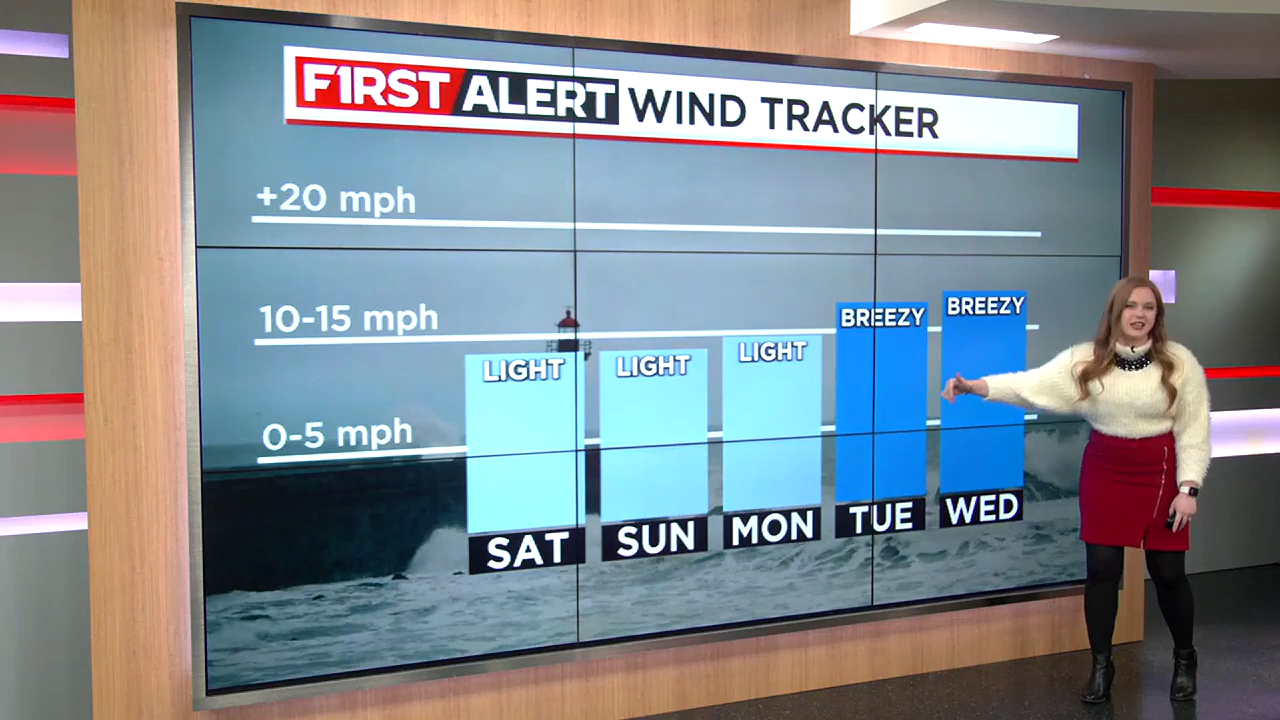 FIRST ALERT WIND TRACKER
+20 mph
10-15 mph
0-5 mph
LIGHT LIGHT LIGHT BREEZY BREEZY
SAT SUN MON TUE WED